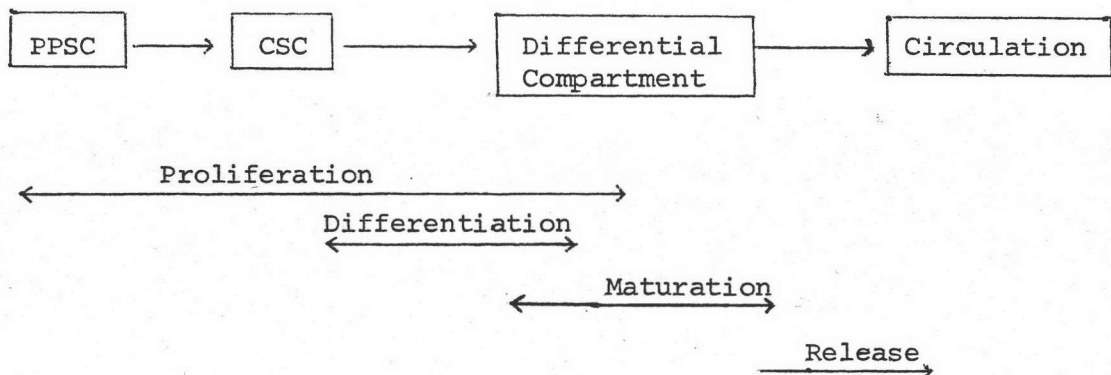 PPSC
CSC
Differential
Compartment
Circulation
Proliferation
Differentiation
Maturation
Release